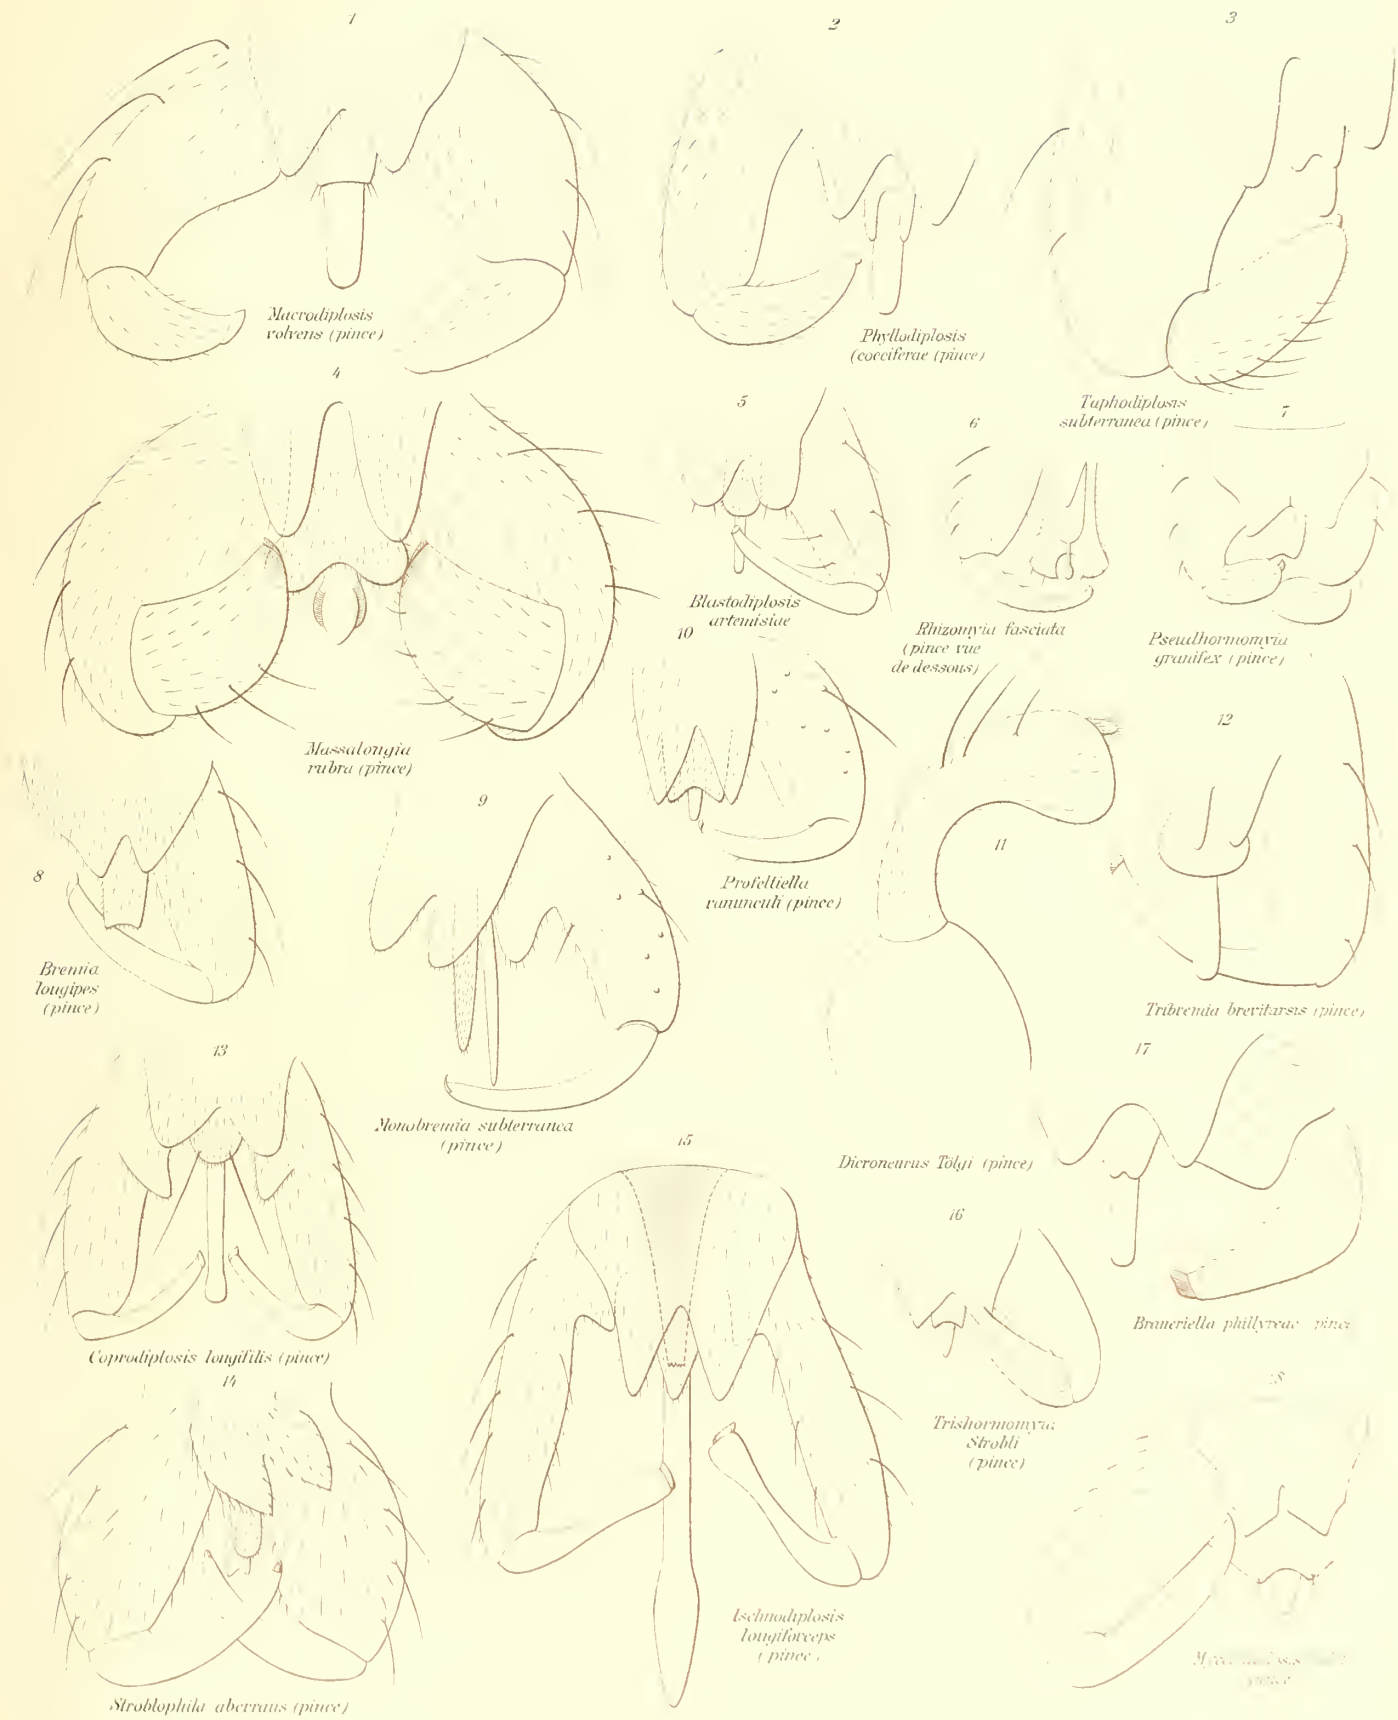 1
2
3
Macrodiplosis
volvens (pince)
Phyllodiplosis
(cocciferae (pince)
Taphodiplosis
subterranea (pince)
4
5
6
7
Blastodiplosis
artemisiae
Rhizomyia fasciata
(pince vue
de dessous)
Pseudhormomyia
granifex (pince)
Massalongia
rubra (pince)
8
9
10
11
12
Bremia
longipes
(pince)
Monobremia subterranea
(pince)
Profeltiella
ranunculi (pince)
Dicroneurus Tölgi (pince)
Tribremia brevitarsis (pince)
13
Coprodiplosis longifilis (pince)
14
Stroblophila aberrans (pince)
15
Ischnodiplosis
longiforceps
(pince)
16
Trishormomyia
Strobli
(pince)
17
Braueriella phillyreae pince